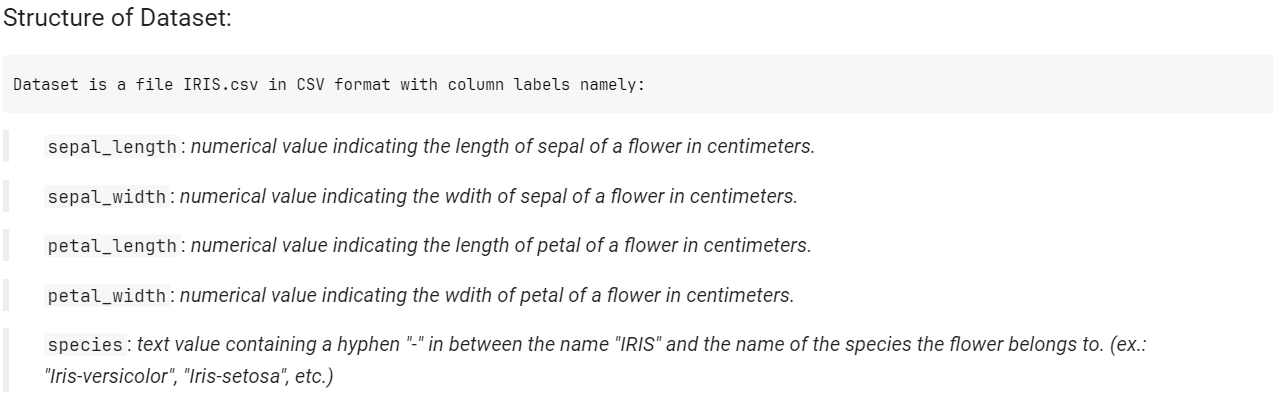 Structure of Dataset:
Dataset is a file IRIS.csv in CSV format with column labels namely:
sepal_length: numerical value indicating the length of sepal of a flower in centimeters.
sepal_width: numerical value indicating the wdith of sepal of a flower in centimeters.
petal_length: numerical value indicating the length of petal of a flower in centimeters.
petal_width: numerical value indicating the wdith of petal of a flower in centimeters.
species: text value containing a hyphen "-" in between the name "IRIS" and the name of the species the flower belongs to. (ex.:
"Iris-versicolor", "Iris-setosa", etc.)